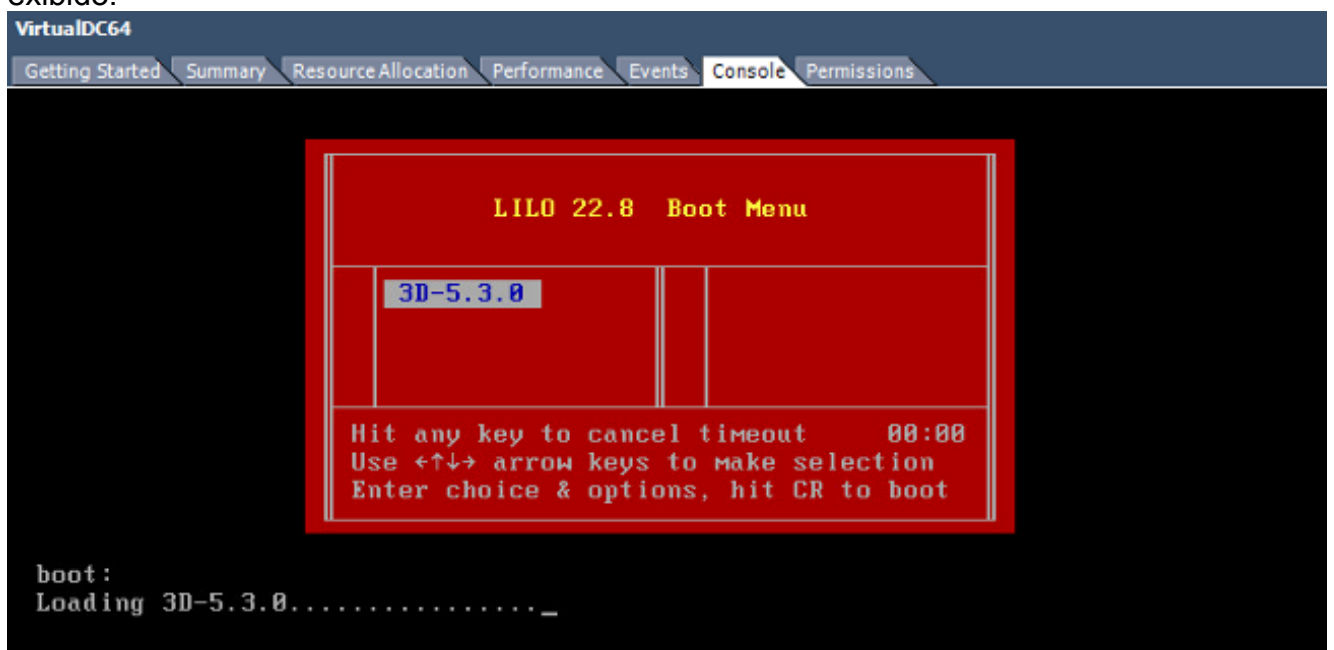 exibido:
VirtualDC64
Getting Started Summary Resource Allocation Performance Events Console Permissions
LILO 22.8 Boot Menu
3D-5.3.0
Hit any key to cancel timeout 00:00
Use ←↑↓→ arrow keys to make selection
Enter choice & options, hit CR to boot
boot:
Loading 3D-5.3.0................_